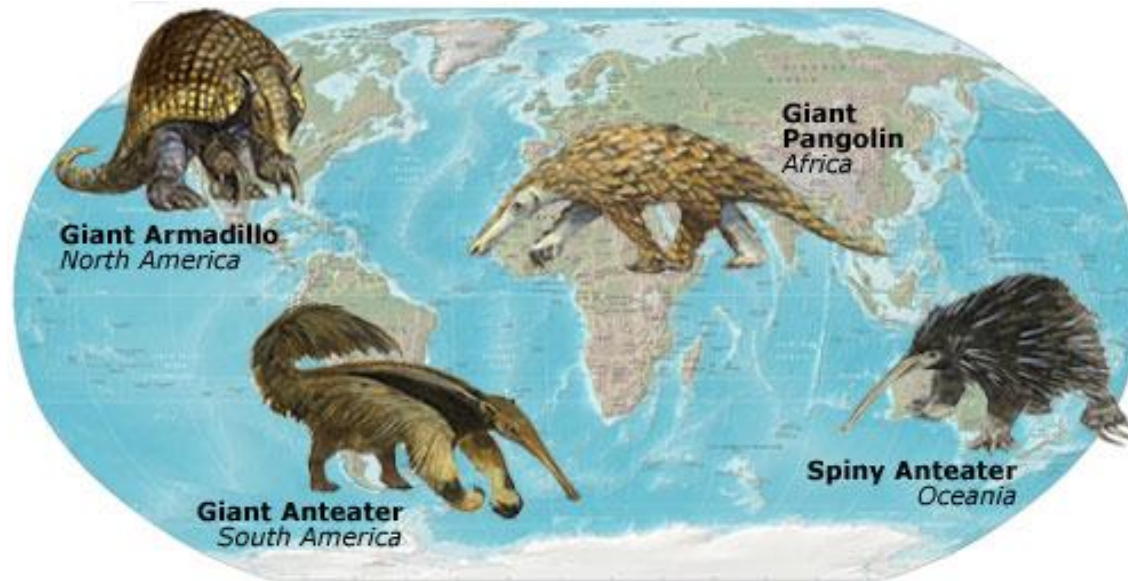 Giant
Pangolin
Africa
Giant Armadillo
North America
Spiny Anteater
Oceania
Giant Anteater
South America